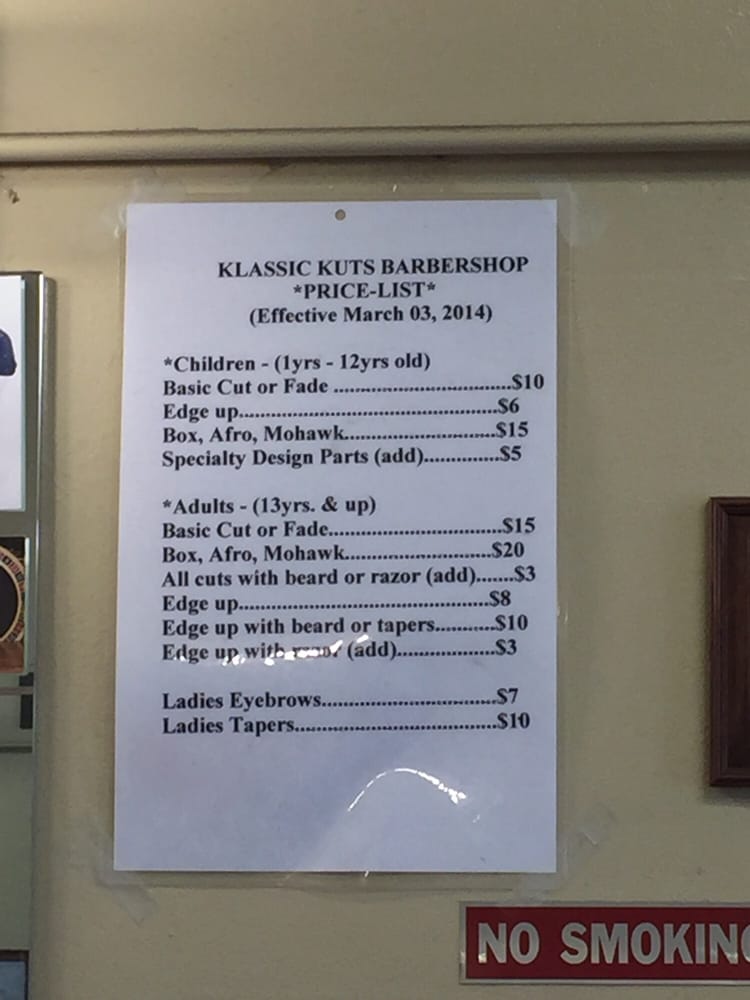 KLASSIC KUTS BARBERSHOP
*PRICE-LIST*
(Effective March 03, 2014)
*Children - (1yrs - 12yrs old)
Basic Cut or Fade ................................$10
Edge up..............................................$6
Box, Afro, Mohawk...........................$15
Specialty Design Parts (add).............$5
*Adults - (13yrs. & up)
Basic Cut or Fade...............................$15
Box, Afro, Mohawk..........................$20
All cuts with beard or razor (add).......$3
Edge up.............................................$8
Edge up with beard or tapers...........$10
Edge up with razor (add).................$3
Ladies Eyebrows...............................$7
Ladies Tapers....................................$10
NO SMOKING